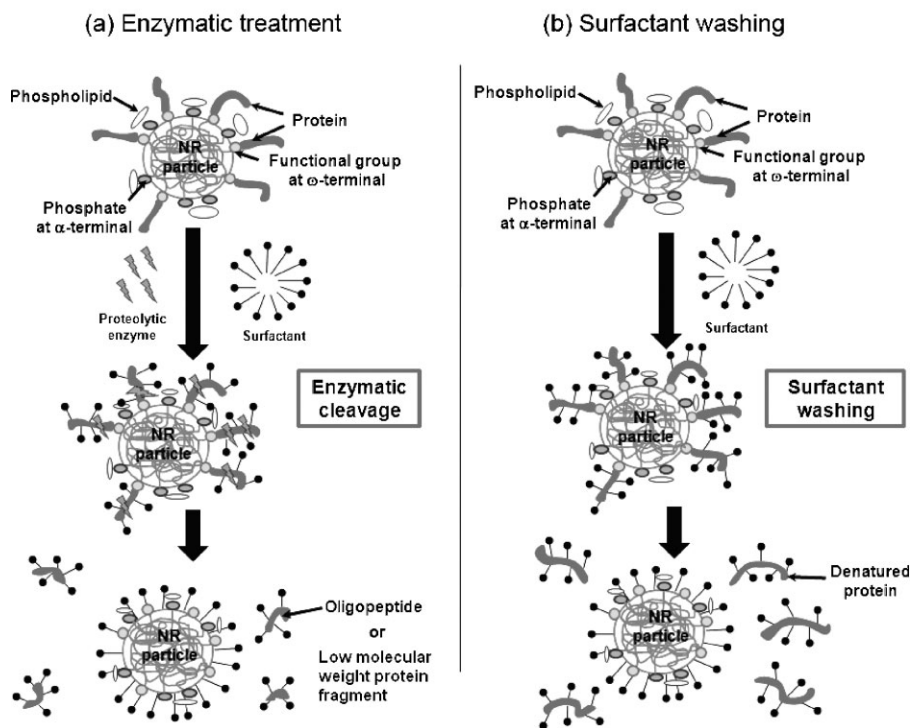 (a) Enzymatic treatment
Phospholipid
Protein
NR
particle
Functional group
at ω-terminal
Phosphate
at α-terminal
Proteolytic
enzyme
Surfactant
Enzymatic
cleavage
NR
particle
NR
particle
Oligopeptide
or
Low molecular
weight protein
fragment
(b) Surfactant washing
Phospholipid
Protein
NR
particle
Functional group
at ω-terminal
Phosphate
at α-terminal
Surfactant
Surfactant
washing
NR
particle
NR
particle
Denatured
protein